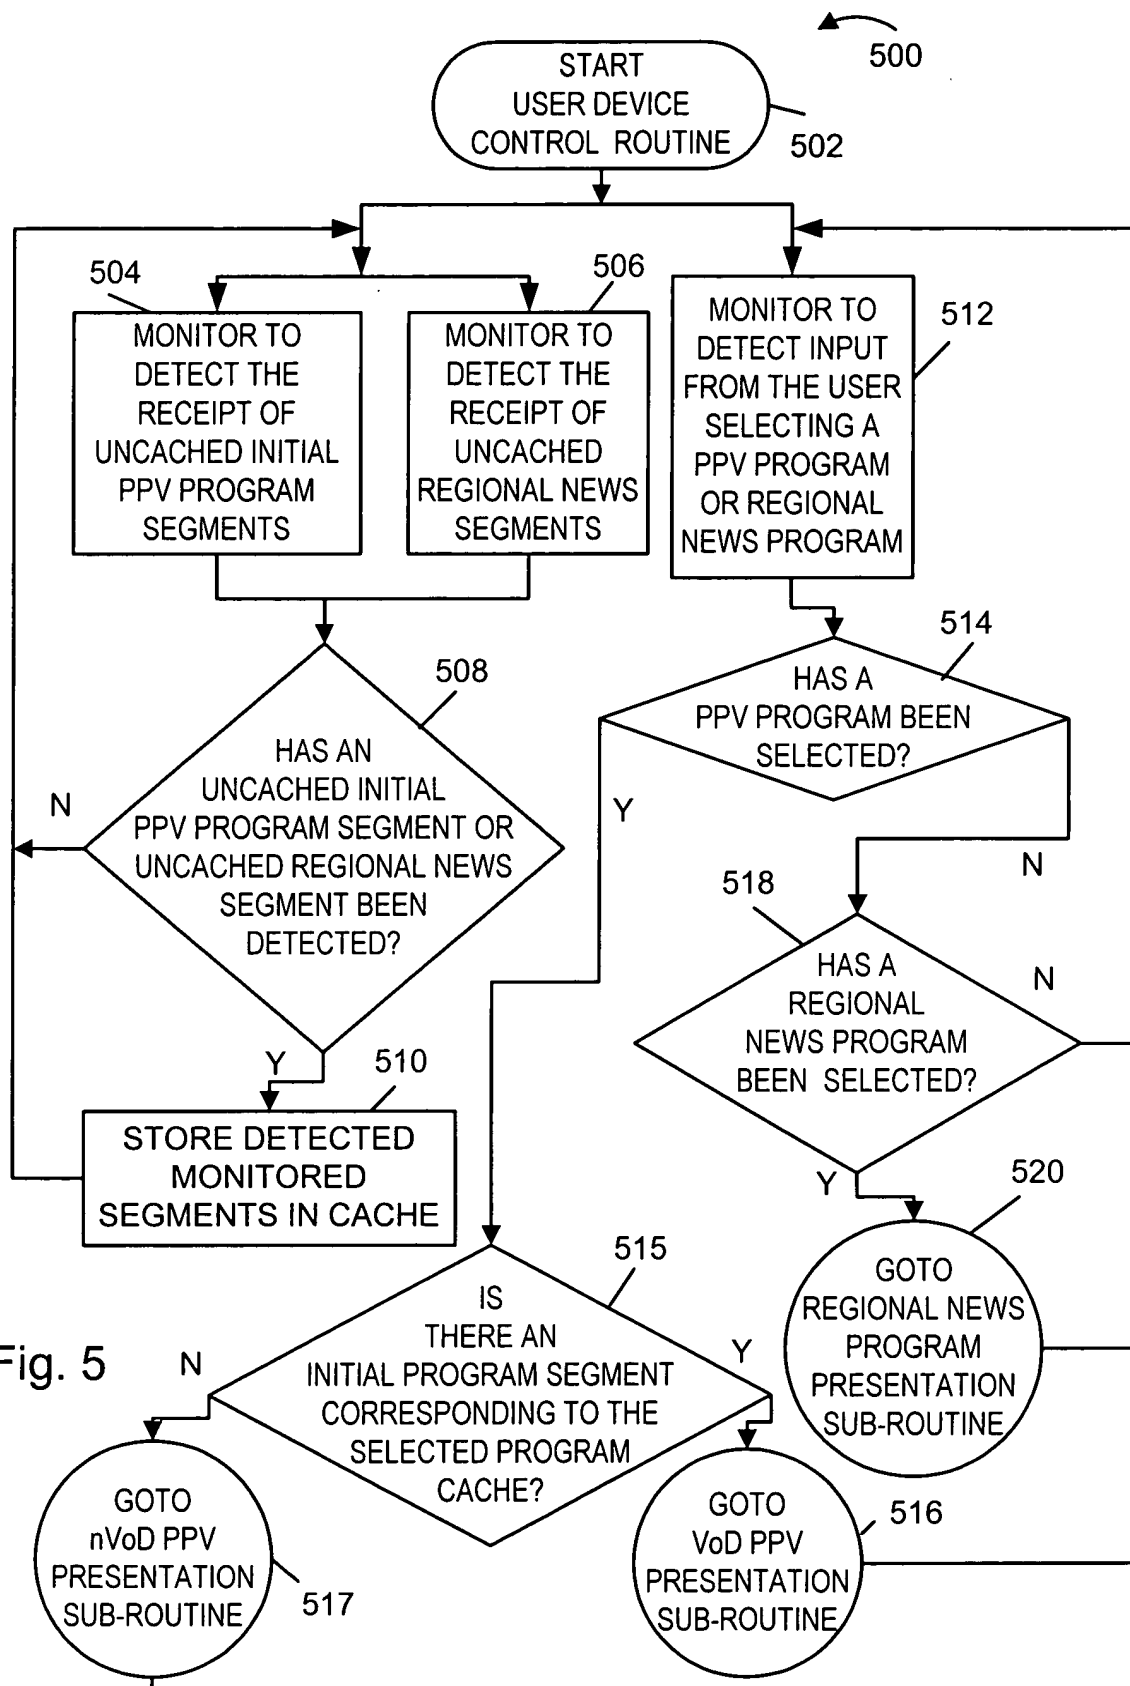 500
START
USER DEVICE
CONTROL ROUTINE
502
504
MONITOR TO
DETECT THE
RECEIPT OF
UNCACHED INITIAL
PPV PROGRAM
SEGMENTS
506
MONITOR TO
DETECT THE
RECEIPT OF
UNCACHED
REGIONAL NEWS
SEGMENTS
512
MONITOR TO
DETECT INPUT
FROM THE USER
SELECTING A
PPV PROGRAM
OR REGIONAL
NEWS PROGRAM
508
HAS AN
UNCACHED INITIAL
PPV PROGRAM SEGMENT OR
UNCACHED REGIONAL NEWS
SEGMENT BEEN
DETECTED?
N
Y
514
HAS A
PPV PROGRAM BEEN
SELECTED?
Y
N
518
HAS A
REGIONAL
NEWS PROGRAM
BEEN SELECTED?
N
Y
510
STORE DETECTED
MONITORED
SEGMENTS IN CACHE
520
GOTO
REGIONAL NEWS
PROGRAM
PRESENTATION
SUB-ROUTINE
515
IS
THERE AN
INITIAL PROGRAM SEGMENT
CORRESPONDING TO THE
SELECTED PROGRAM
CACHE?
N
Y
Fig. 5
GOTO
nVoD PPV
PRESENTATION
SUB-ROUTINE
517
GOTO
VoD PPV
PRESENTATION
SUB-ROUTINE
516